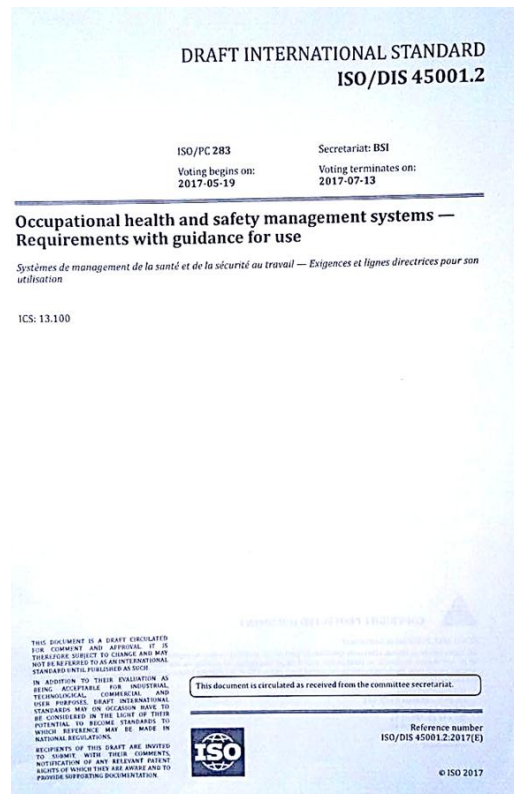 DRAFT INTERNATIONAL STANDARD
ISO/DIS 45001.2
ISO/PC 283
Secretariat: BSI
Voting begins on:
2017-05-19
Voting terminates on:
2017-07-13
Occupational health and safety management systems —
Requirements with guidance for use
Systèmes de management de la santé et de la sécurité au travail — Exigences et lignes directrices pour son
utilisation
ICS: 13.100
THIS DOCUMENT IS A DRAFT CIRCULATED
FOR COMMENT AND APPROVAL. IT IS
THEREFORE SUBJECT TO CHANGE AND MAY
NOT BE REFERRED TO AS AN INTERNATIONAL
STANDARD UNTIL PUBLISHED AS SUCH.
IN ADDITION TO THEIR EVALUATION AS
BEING ACCEPTABLE FOR INDUSTRIAL,
TECHNOLOGICAL, COMMERCIAL AND
USER PURPOSES, DRAFT INTERNATIONAL
STANDARDS MAY ON OCCASION HAVE TO
BE CONSIDERED IN THE LIGHT OF THEIR
POTENTIAL TO BECOME STANDARDS TO
WHICH REFERENCE MAY BE MADE IN
NATIONAL REGULATIONS.
RECIPIENTS OF THIS DRAFT ARE INVITED
TO SUBMIT, WITH THEIR COMMENTS,
NOTIFICATION OF ANY RELEVANT PATENT
RIGHTS OF WHICH THEY ARE AWARE AND TO
PROVIDE SUPPORTING DOCUMENTATION.
This document is circulated as received from the committee secretariat.
ISO
Reference number
ISO/DIS 45001.2:2017(E)
© ISO 2017